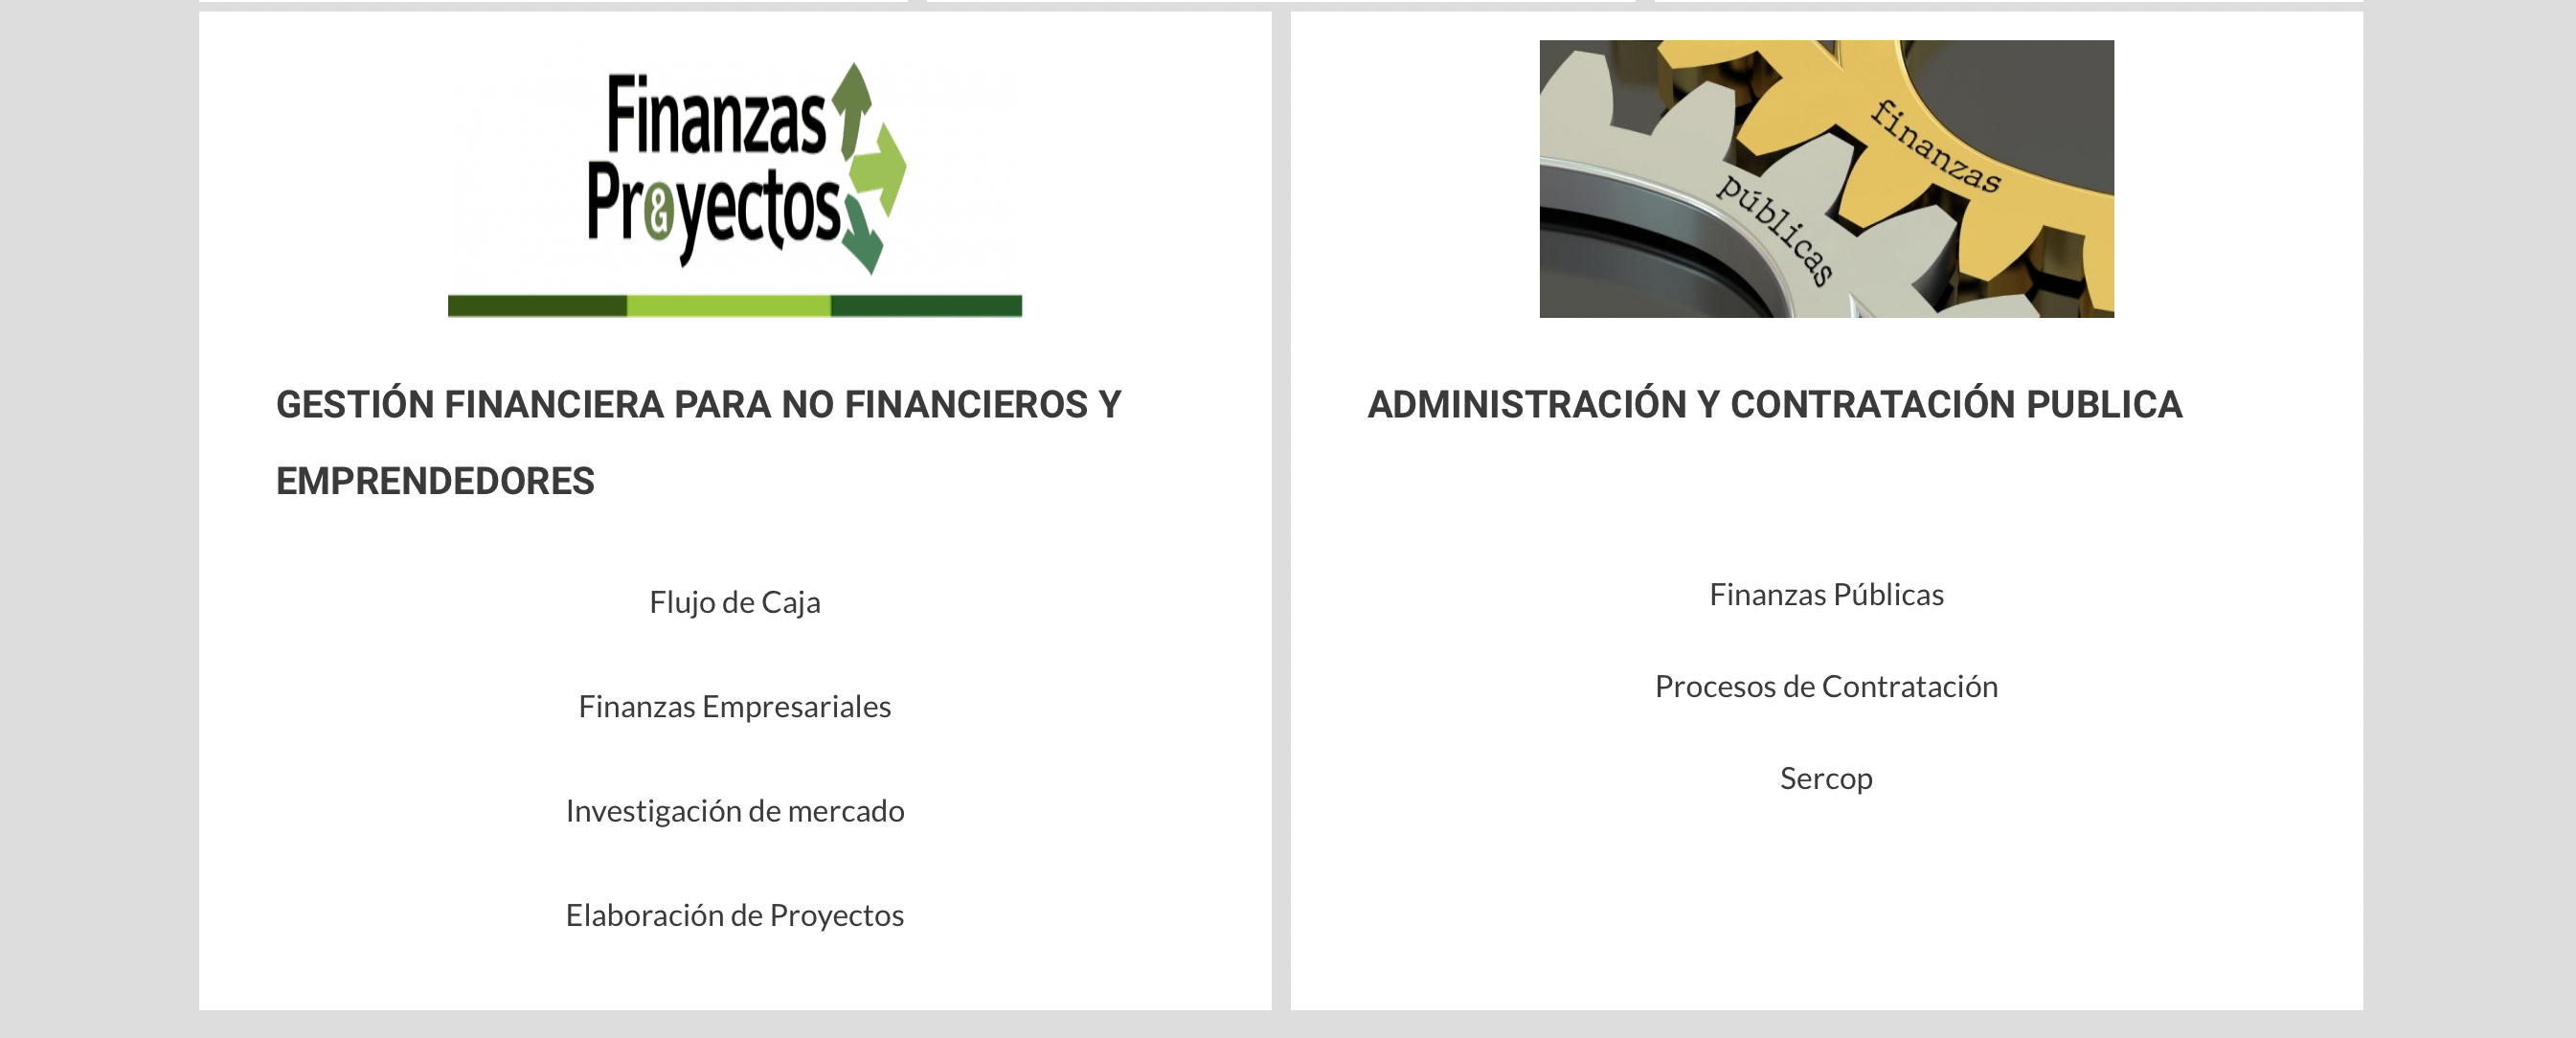 Finanzas
Pr&yectos
GESTIÓN FINANCIERA PARA NO FINANCIEROS Y
EMPRENDEDORES
Flujo de Caja
Finanzas Empresariales
Investigación de mercado
Elaboración de Proyectos
finanzas
públicas
ADMINISTRACIÓN Y CONTRATACIÓN PUBLICA
Finanzas Públicas
Procesos de Contratación
Sercop